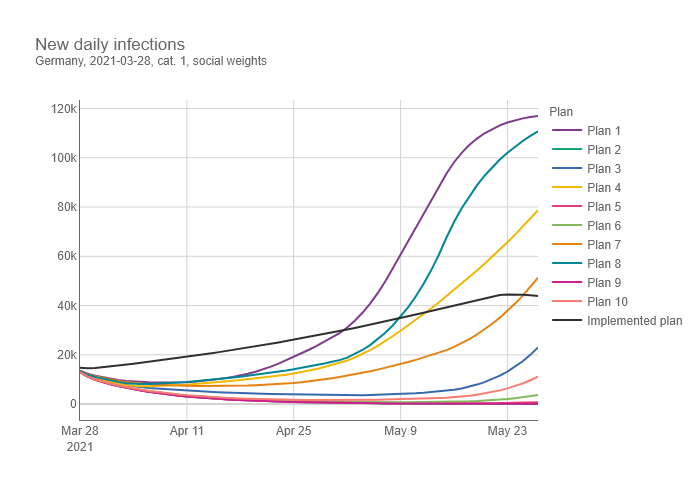 New daily infections
Germany, 2021-03-28, cat. 1, social weights
120k
100k
80k
60k
40k
20k
0
Mar 28
2021
Apr 11
Apr 25
May 9
May 23
Plan
Plan 1
Plan 2
Plan 3
Plan 4
Plan 5
Plan 6
Plan 7
Plan 8
Plan 9
Plan 10
Implemented plan